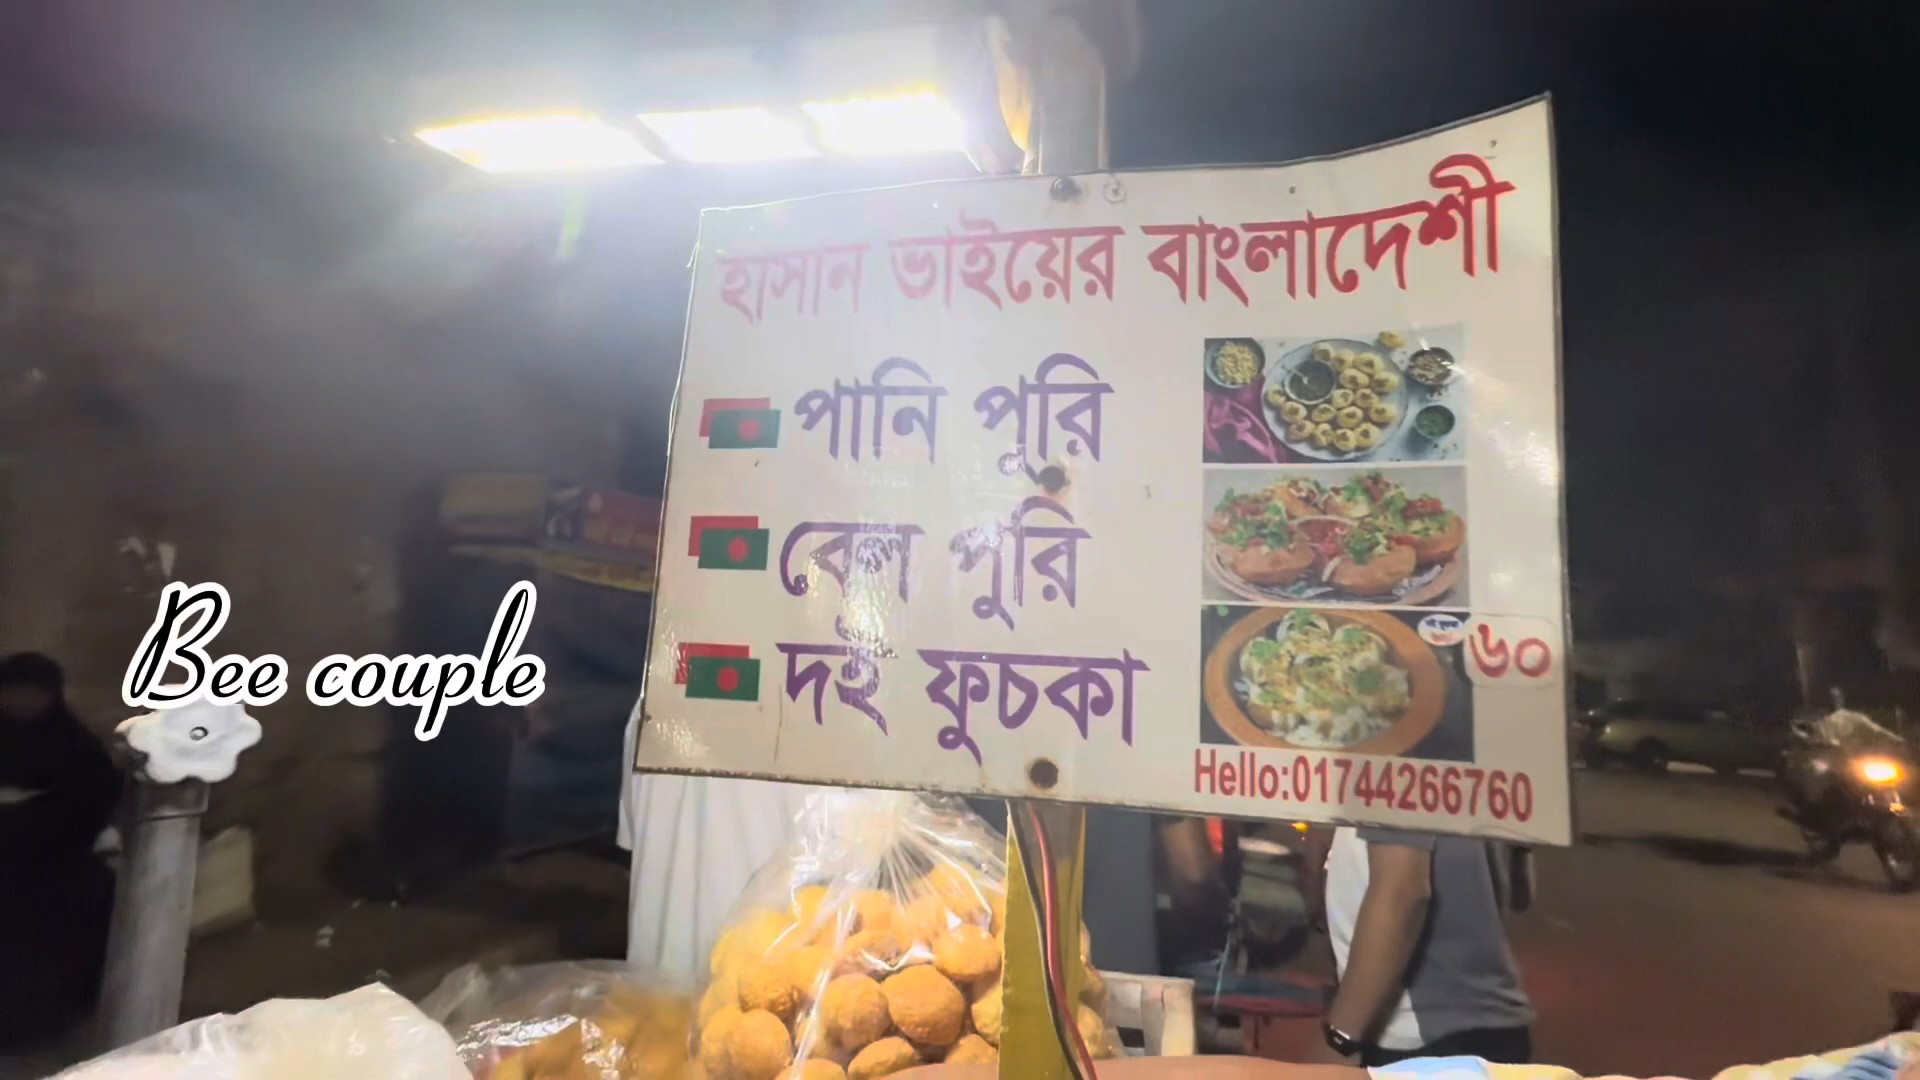 হাসান ভাইয়ের বাংলাদেশী
পানি পুরি
বেল পুরি
দই ফুচকা
৬০
Hello:01744266760
Bee couple